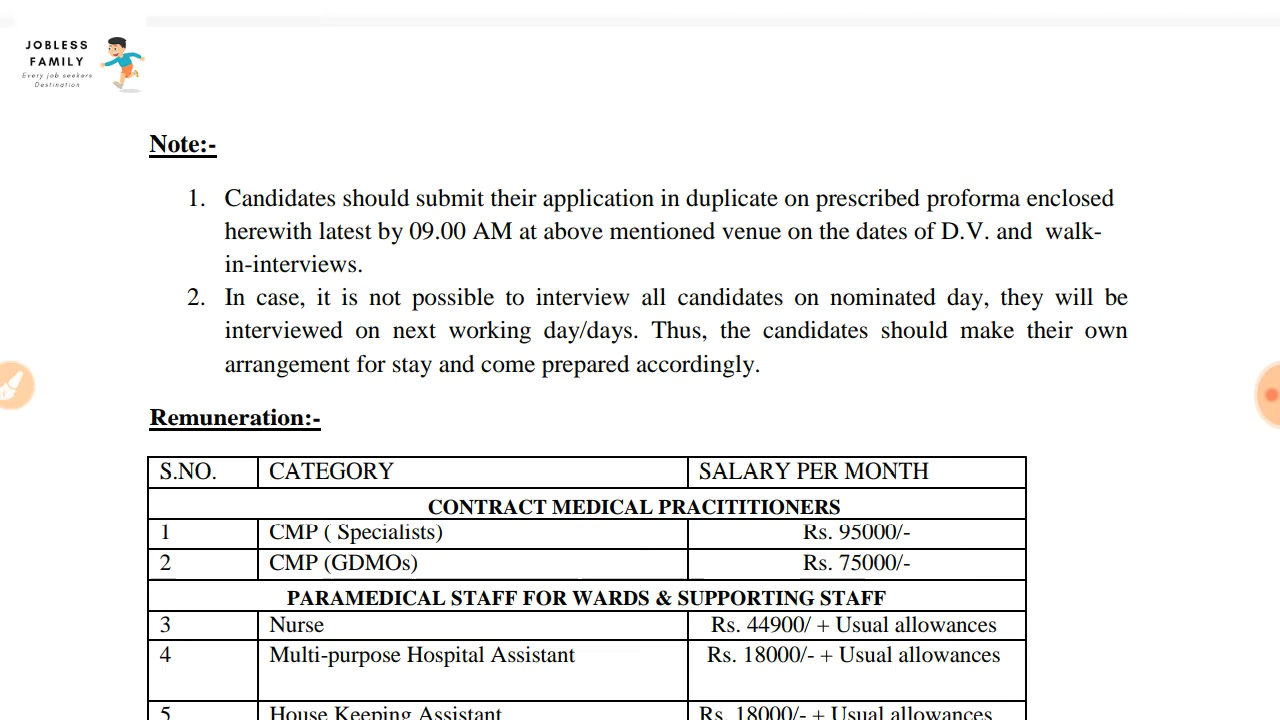 JOBLESS
FAMILY
Every job seekers
Destination
Note:-
1. Candidates should submit their application in duplicate on prescribed proforma enclosed
herewith latest by 09.00 AM at above mentioned venue on the dates of D.V. and walk-
in-interviews.
2. In case, it is not possible to interview all candidates on nominated day, they will be
interviewed on next working day/days. Thus, the candidates should make their own
arrangement for stay and come prepared accordingly.
Remuneration:-
S.NO. CATEGORY SALARY PER MONTH
CONTRACT MEDICAL PRACITITIONERS
1 CMP ( Specialists) Rs. 95000/-
2 CMP (GDMOs) Rs. 75000/-
PARAMEDICAL STAFF FOR WARDS & SUPPORTING STAFF
3 Nurse Rs. 44900/ + Usual allowances
4 Multi-purpose Hospital Assistant Rs. 18000/- + Usual allowances
5 House Keeping Assistant Rs. 18000/- + Usual allowances